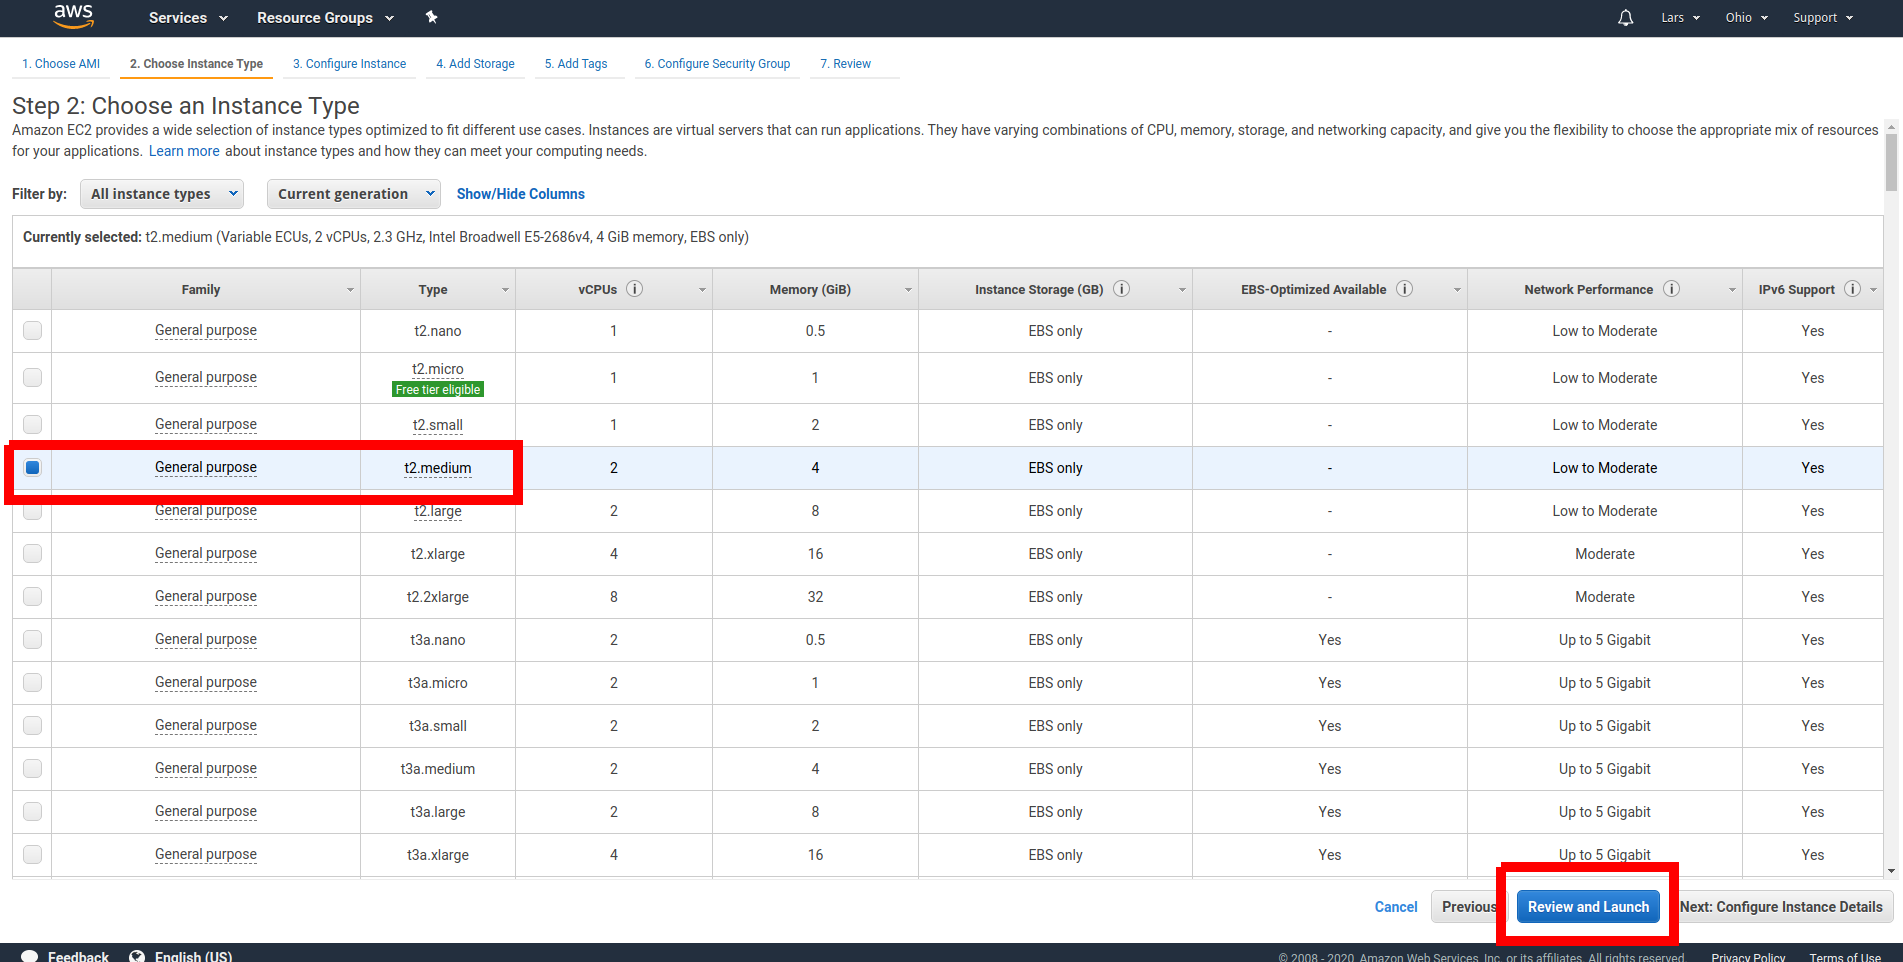 aws Services Resource Groups Lars Ohio Support
1. Choose AMI 2. Choose Instance Type 3. Configure Instance 4. Add Storage 5. Add Tags 6. Configure Security Group 7. Review
Step 2: Choose an Instance Type
Amazon EC2 provides a wide selection of instance types optimized to fit different use cases. Instances are virtual servers that can run applications. They have varying combinations of CPU, memory, storage, and networking capacity, and give you the flexibility to choose the appropriate mix of resources
for your applications. Learn more about instance types and how they can meet your computing needs.
Filter by: All instance types Current generation Show/Hide Columns
Currently selected: t2.medium (Variable ECUs, 2 vCPUs, 2.3 GHz, Intel Broadwell E5-2686v4, 4 GiB memory, EBS only)
Family Type vCPUs Memory (GiB) Instance Storage (GB) EBS-Optimized Available Network Performance IPv6 Support
General purpose t2.nano 1 0.5 EBS only - Low to Moderate Yes
General purpose t2.micro 1 1 EBS only - Low to Moderate Yes
Free tier eligible
General purpose t2.small 1 2 EBS only - Low to Moderate Yes
General purpose t2.medium 2 4 EBS only - Low to Moderate Yes
General purpose t2.large 2 8 EBS only - Low to Moderate Yes
General purpose t2.xlarge 4 16 EBS only - Moderate Yes
General purpose t2.2xlarge 8 32 EBS only - Moderate Yes
General purpose t3a.nano 2 0.5 EBS only Yes Up to 5 Gigabit Yes
General purpose t3a.micro 2 1 EBS only Yes Up to 5 Gigabit Yes
General purpose t3a.small 2 2 EBS only Yes Up to 5 Gigabit Yes
General purpose t3a.medium 2 4 EBS only Yes Up to 5 Gigabit Yes
General purpose t3a.large 2 8 EBS only Yes Up to 5 Gigabit Yes
General purpose t3a.xlarge 4 16 EBS only Yes Up to 5 Gigabit Yes
Cancel Previous Review and Launch Next: Configure Instance Details
Feedback English (US) © 2008 - 2020, Amazon Web Services, Inc. or its affiliates. All rights reserved. Privacy Policy Terms of Use